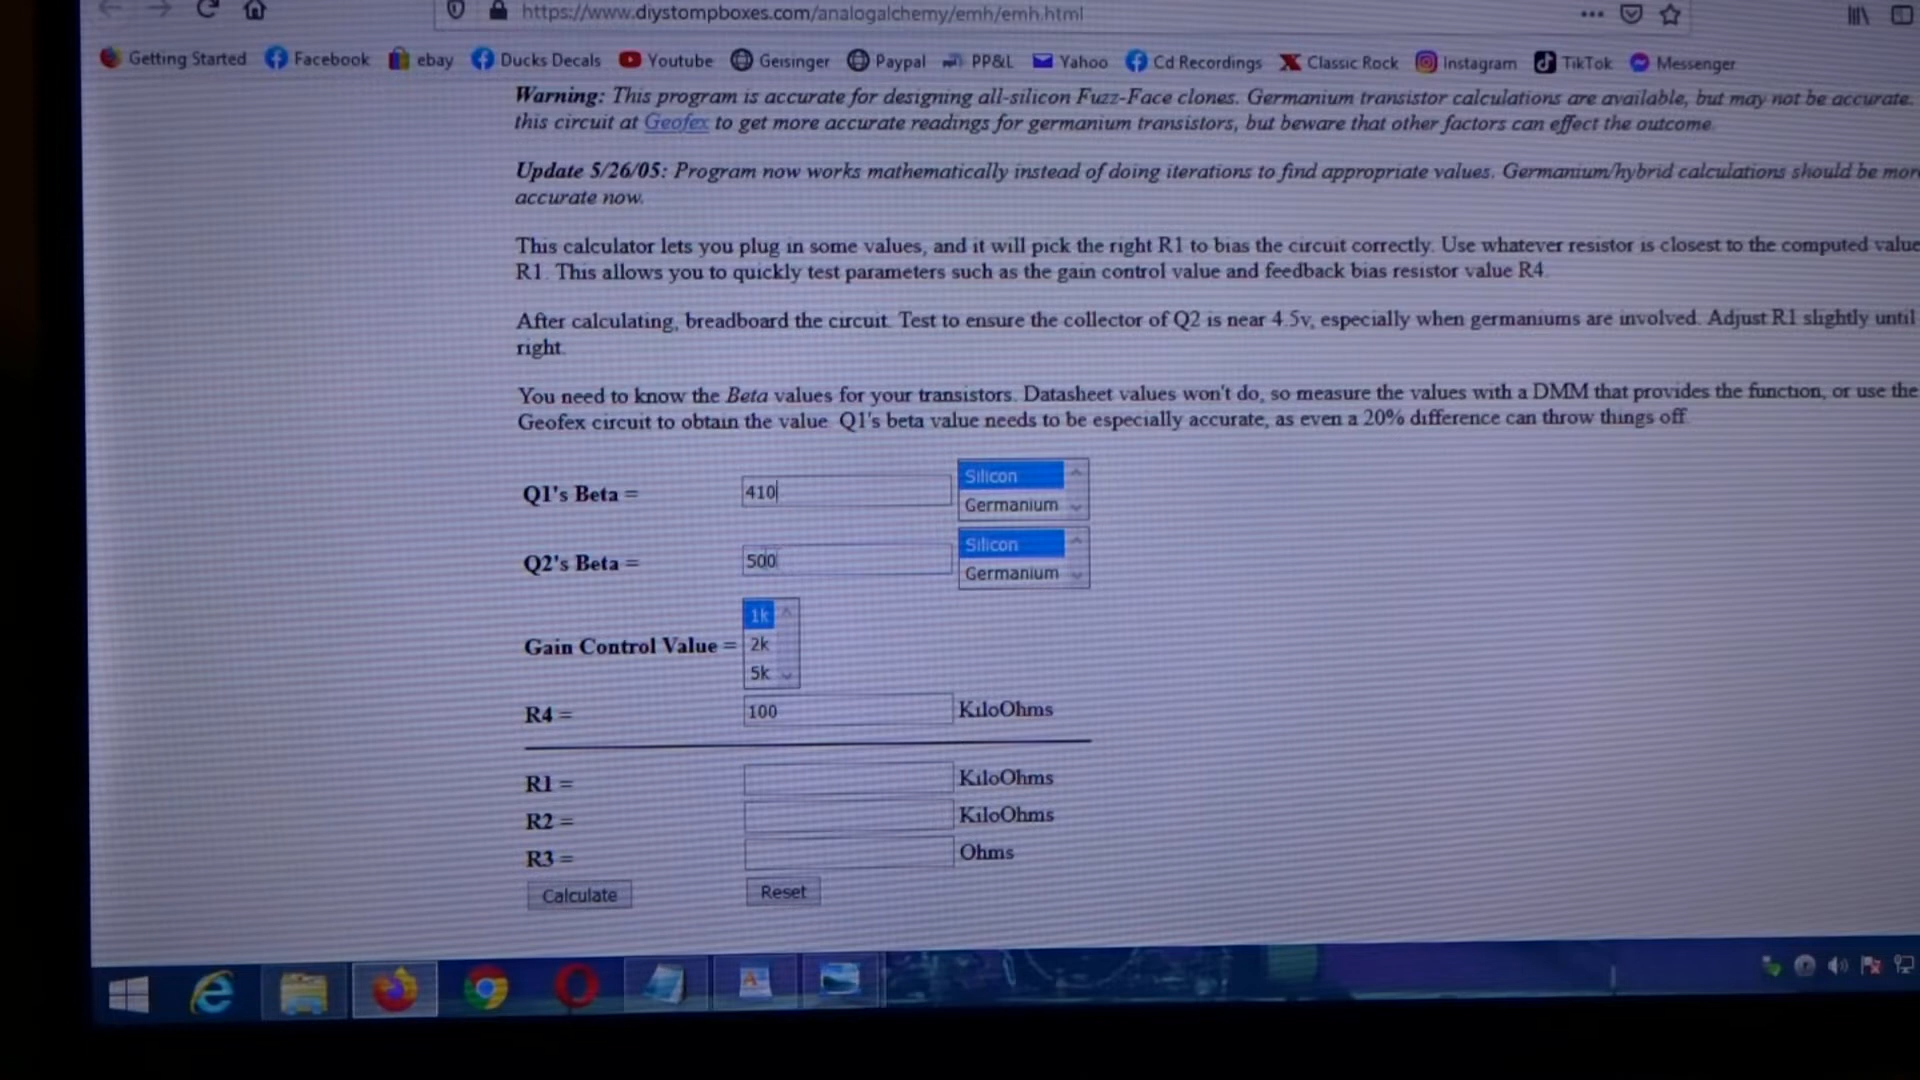 https://www.diystompboxes.com/analogalchemy/emh/emh.html
Getting Started Facebook ebay Ducks Decals Youtube Geisinger Paypal PP&L Yahoo Cd Recordings Classic Rock Instagram TikTok Messenger
Warning: This program is accurate for designing all-silicon Fuzz-Face clones. Germanium transistor calculations are available, but may not be accurate.
this circuit at Geofex to get more accurate readings for germanium transistors, but beware that other factors can effect the outcome.
Update 5/26/05: Program now works mathematically instead of doing iterations to find appropriate values. Germanium/hybrid calculations should be more
accurate now.
This calculator lets you plug in some values, and it will pick the right R1 to bias the circuit correctly. Use whatever resistor is closest to the computed value
R1. This allows you to quickly test parameters such as the gain control value and feedback bias resistor value R4.
After calculating, breadboard the circuit. Test to ensure the collector of Q2 is near 4.5v, especially when germaniums are involved. Adjust R1 slightly until
right.
You need to know the Beta values for your transistors. Datasheet values won't do, so measure the values with a DMM that provides the function, or use the
Geofex circuit to obtain the value. Q1's beta value needs to be especially accurate, as even a 20% difference can throw things off.
Q1's Beta = 410 Silicon
Germanium
Q2's Beta = 500 Silicon
Germanium
1k
Gain Control Value = 2k
5k
R4 = 100 KiloOhms
R1 = KiloOhms
R2 = KiloOhms
R3 = Ohms
Calculate Reset